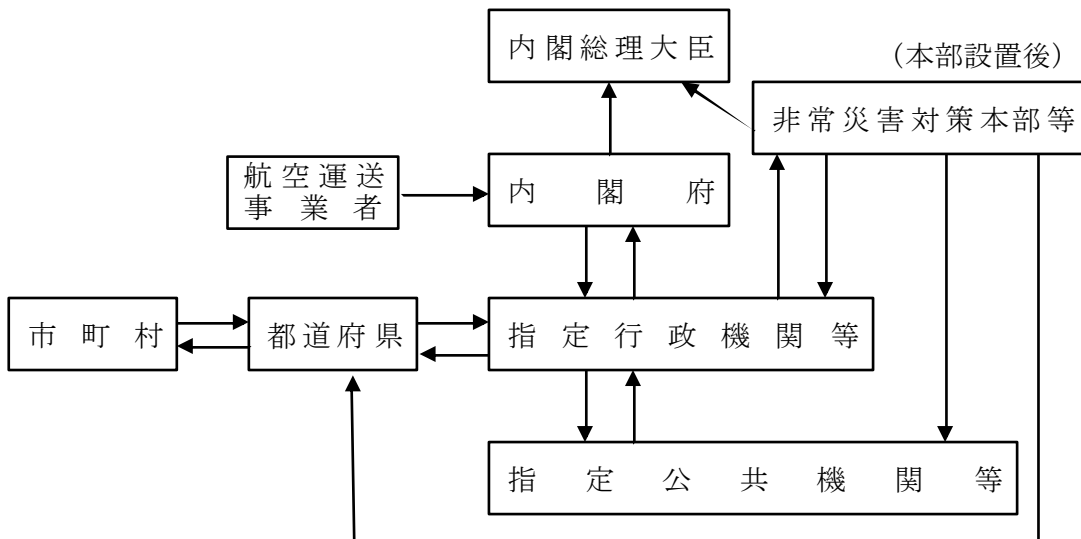 内閣総理大臣
（本部設置後）
非常災害対策本部等
航空運送
事業者
内閣府
市町村
都道府県
指定行政機関等
指定公共機関等